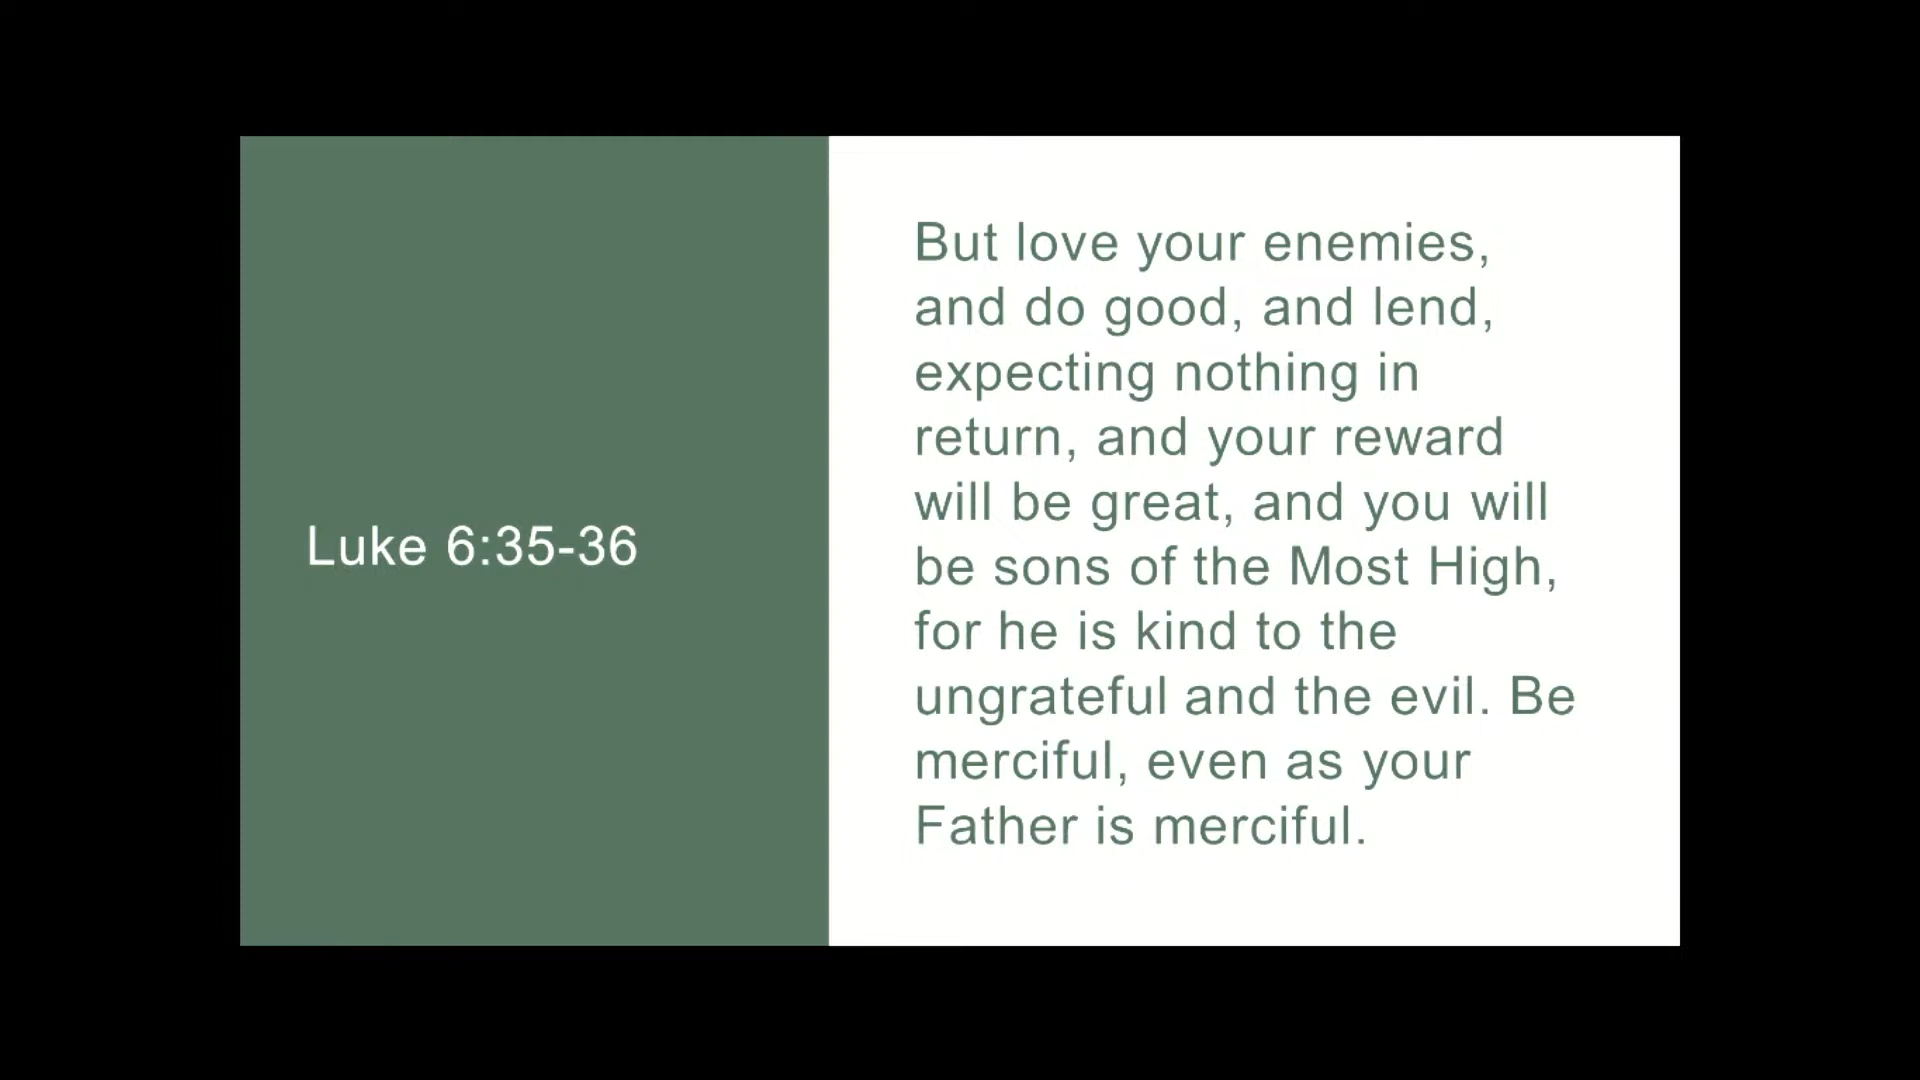 Luke 6:35-36
But love your enemies,
and do good, and lend,
expecting nothing in
return, and your reward
will be great, and you will
be sons of the Most High,
for he is kind to the
ungrateful and the evil. Be
merciful, even as your
Father is merciful.